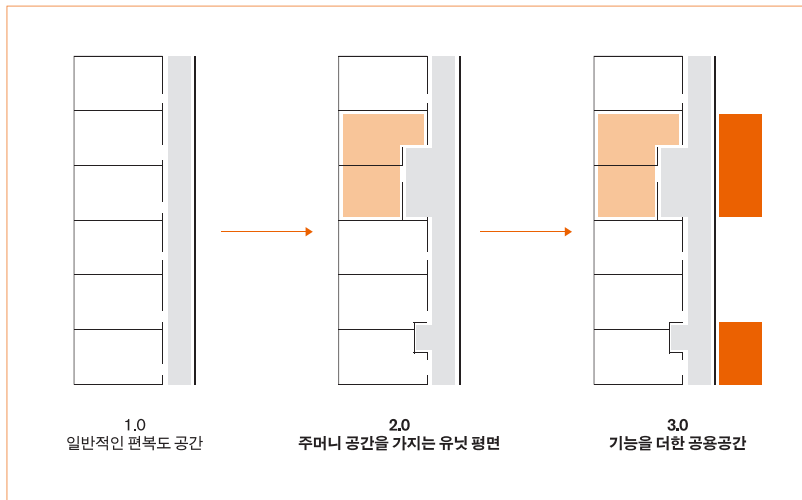 1.0
일반적인 편복도 공간
2.0
주머니 공간을 가지는 유닛 평면
3.0
기능을 더한 공용공간